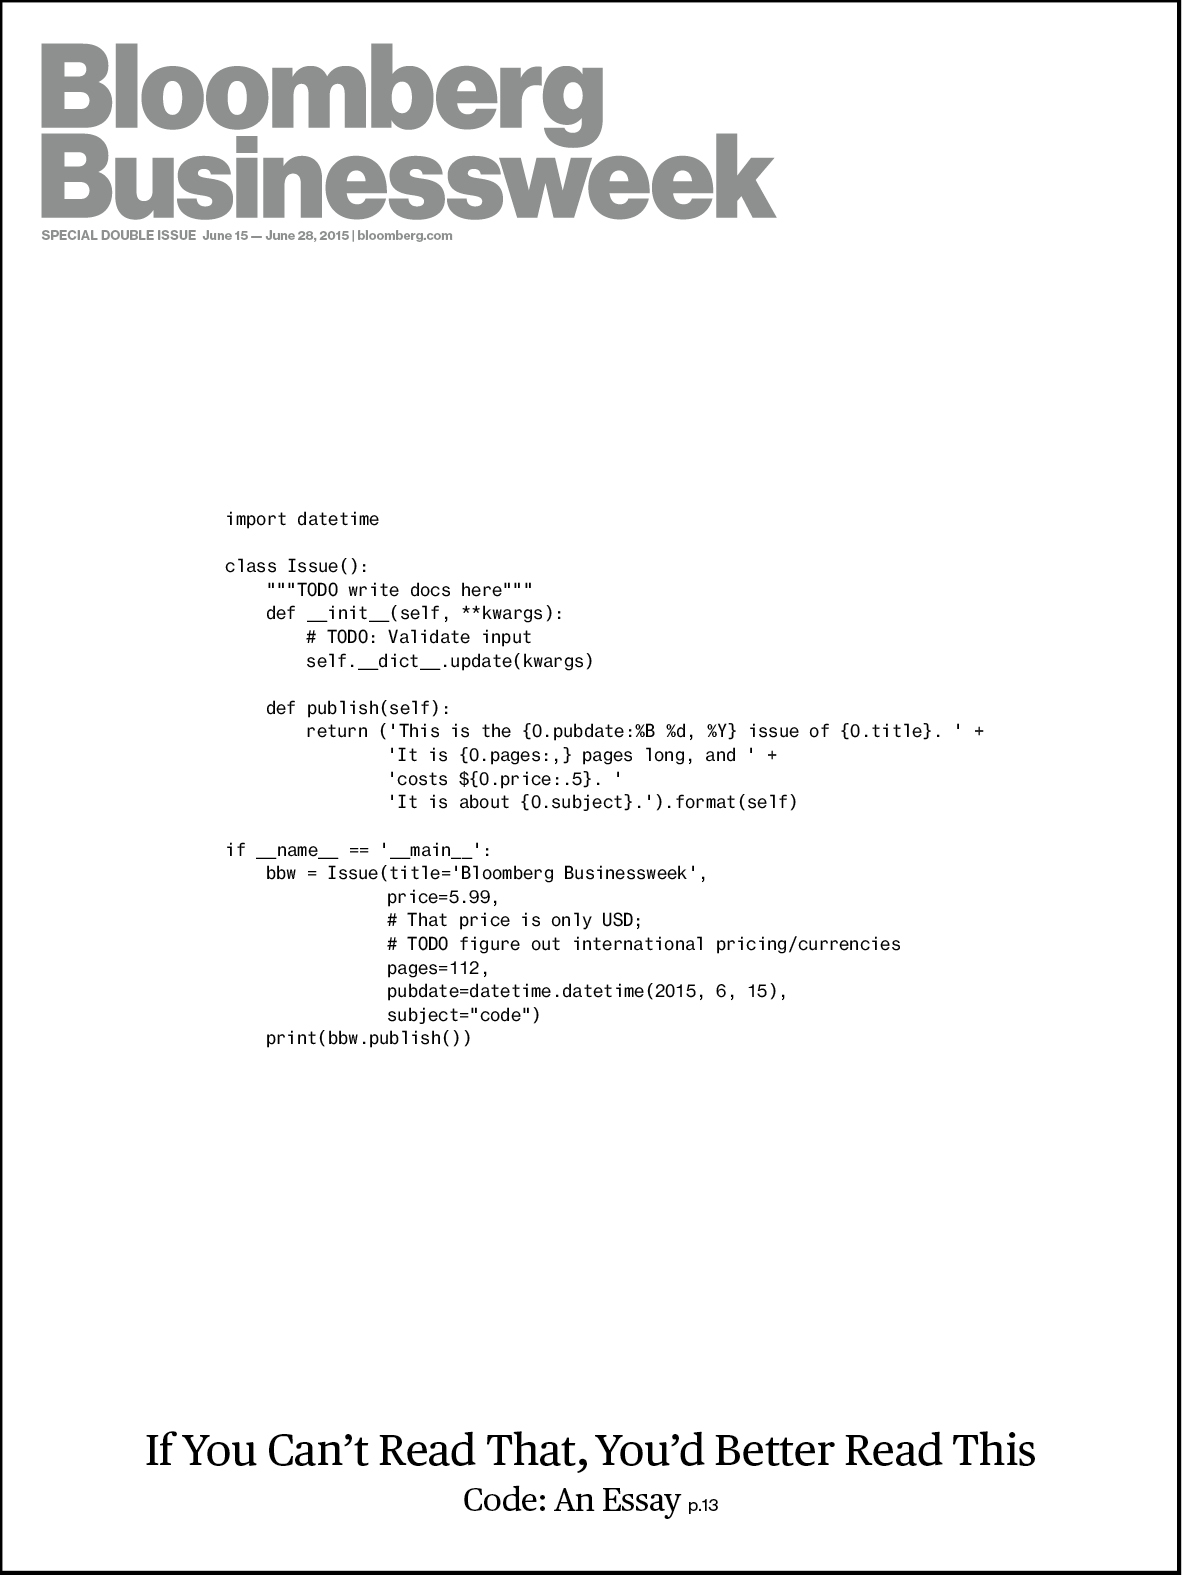 Bloomberg
Businessweek
SPECIAL DOUBLE ISSUE June 15 — June 28, 2015 | bloomberg.com
import datetime
class Issue():
    """TODO write docs here"""
    def __init__(self, **kwargs):
        # TODO: Validate input
        self.__dict__.update(kwargs)
    def publish(self):
        return ('This is the {0.pubdate:%B %d, %Y} issue of {0.title}. ' +
                'It is {0.pages:,} pages long, and ' +
                'costs ${0.price:.5}. '
                'It is about {0.subject}.').format(self)
if __name__ == '__main__':
    bbw = Issue(title='Bloomberg Businessweek',
                price=5.99,
                # That price is only USD;
                # TODO figure out international pricing/currencies
                pages=112,
                pubdate=datetime.datetime(2015, 6, 15),
                subject="code")
    print(bbw.publish())
If You Can’t Read That, You’d Better Read This
Code: An Essay p.13